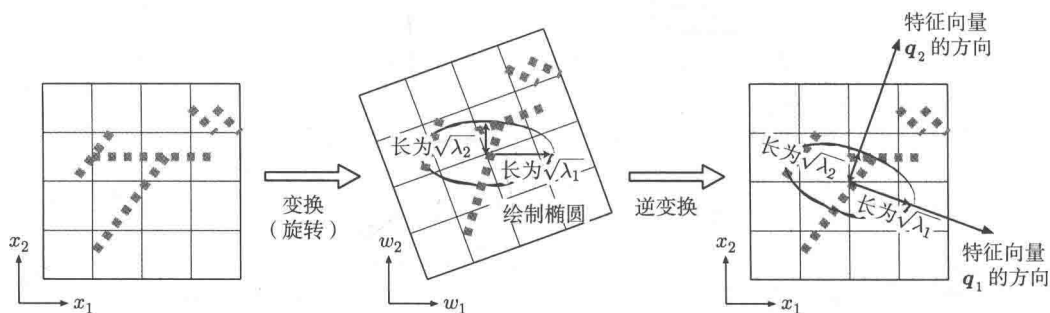 x₂
x₁
变换
（旋转）
长为√λ₂
长为√λ₁
绘制椭圆
w₂
w₁
逆变换
特征向量
q₂ 的方向
长为√λ₂
长为√λ₁
特征向量
q₁ 的方向
x₂
x₁